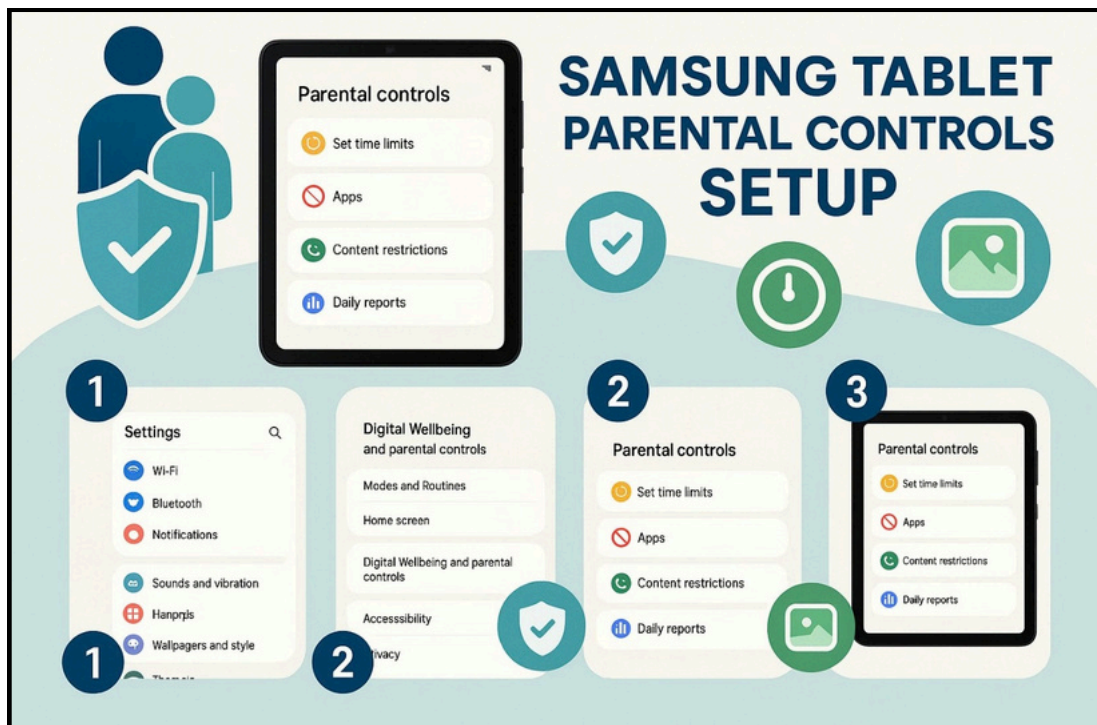 Parental controls
Set time limits
Apps
Content restrictions
Daily reports
SAMSUNG TABLET
PARENTAL CONTROLS
SETUP
1
Settings
Wi-Fi
Bluetooth
Notifications
Sounds and vibration
Hanprjls
Wallpagers and style
1
Digital Wellbeing
and parental controls
Modes and Routines
Home screen
Digital Wellbeing and parental
controls
Accesssibility
2
2
Parental controls
Set time limits
Apps
Content restrictions
Daily reports
3
Parental controls
Set time limits
Apps
Content restrictions
Daily reports